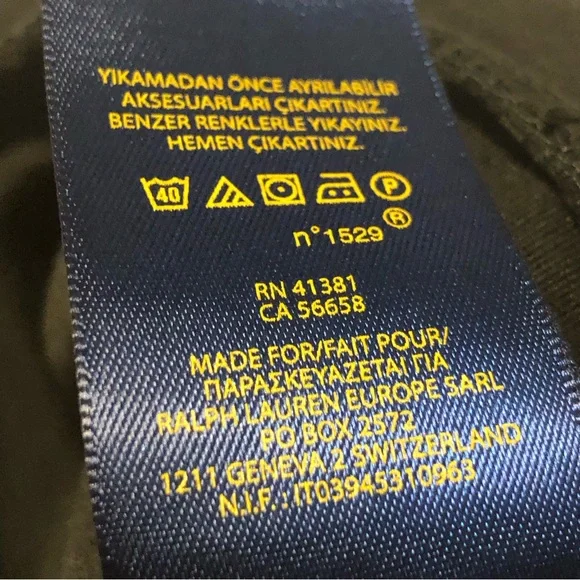 YIKAMADAN ÖNCE AYRILABİLİR
AKSESUARLARI ÇIKARTINIZ.
BENZER RENKLERLE YIKAYINIZ.
HEMEN ÇIKARTINIZ.
40 P
n°1529®
RN 41381
CA 56658
MADE FOR/FAIT POUR/
ΠΑΡΑΣΚΕΥΑΖΕΤΑΙ ΓΙΑ
RALPH LAUREN EUROPE SARL
PO BOX 2572
1211 GENEVA 2 SWITZERLAND
N.I.F.: IT03945310963